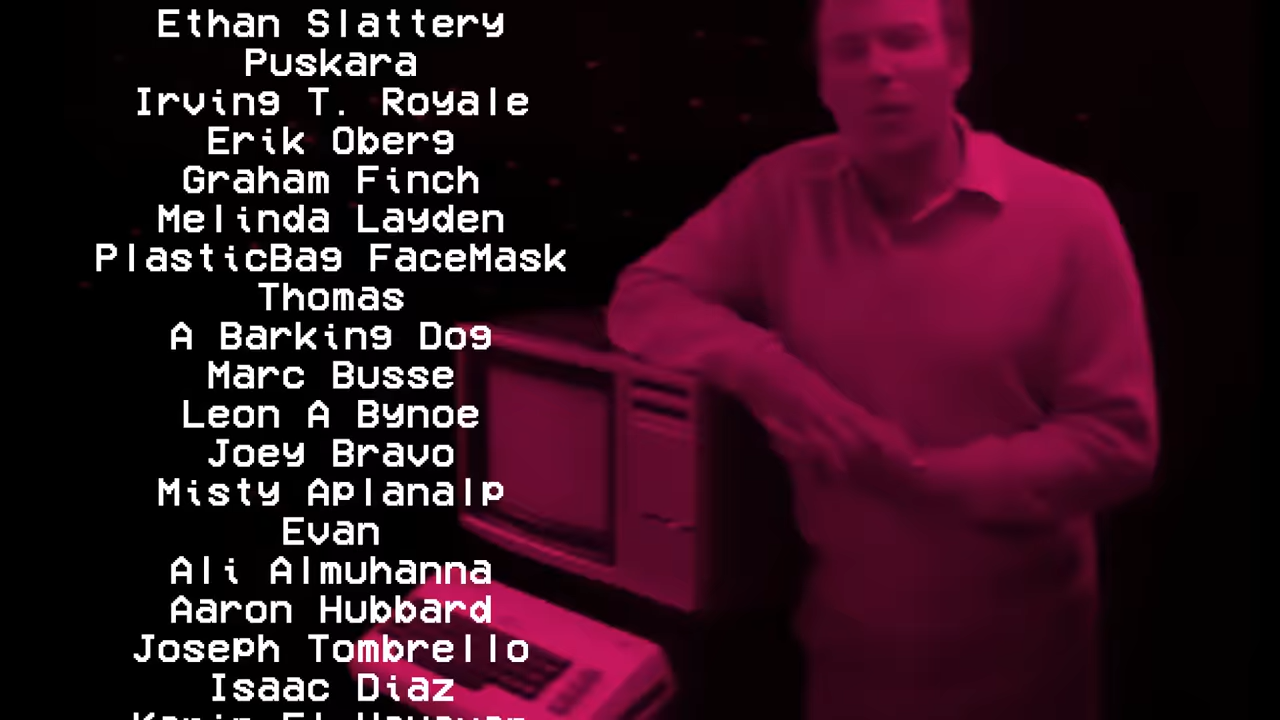 Ethan Slattery
Puskara
Irving T. Royale
Erik Oberg
Graham Finch
Melinda Layden
PlasticBag FaceMask
Thomas
A Barking Dog
Marc Busse
Leon A Bynoe
Joey Bravo
Misty Aplanalp
Evan
Ali Almuhanna
Aaron Hubbard
Joseph Tombrello
Isaac Diaz